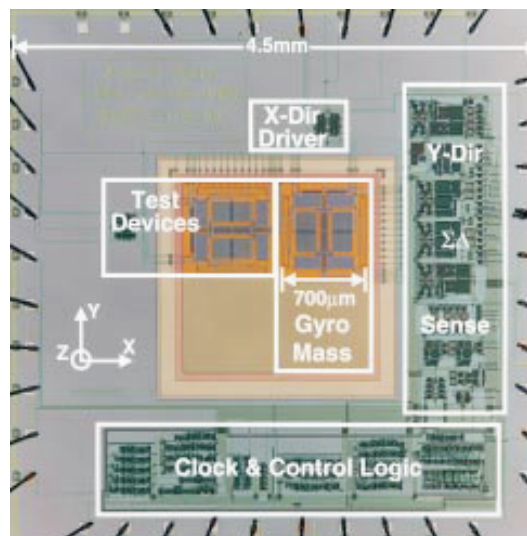 4.5mm
X-Dir
Driver
Y-Dir
ΣΔ
Sense
Test
Devices
700μm
Gyro
Mass
Y
Z
X
Clock & Control Logic